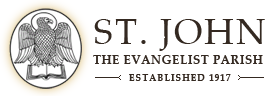 ST. JOHN
THE EVANGELIST PARISH
ESTABLISHED 1917